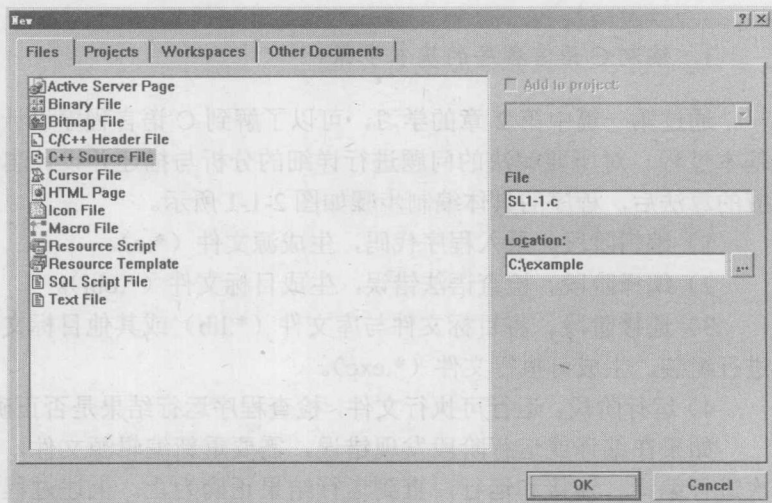 New
Files
Projects
Workspaces
Other Documents
Active Server Page
Binary File
Bitmap File
C/C++ Header File
C++ Source File
Cursor File
HTML Page
Icon File
Macro File
Resource Script
Resource Template
SQL Script File
Text File
Add to project:
File
SL1-1.c
Location:
C:\example
...
OK
Cancel